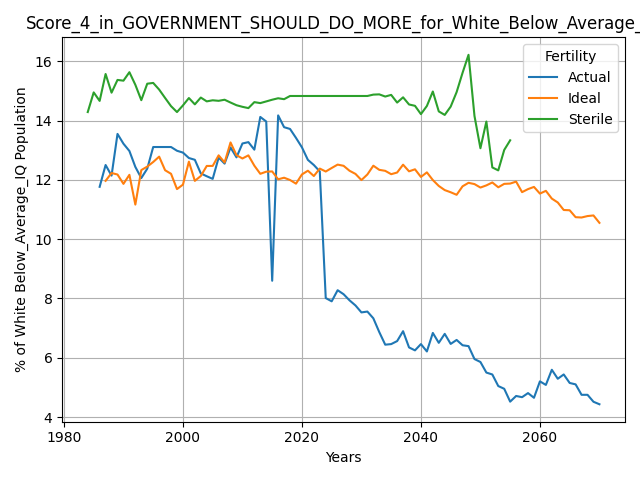 Score_4_in_GOVERNMENT_SHOULD_DO_MORE_for_White_Below_Average_
% of White Below_Average_IQ Population
16
14
12
10
8
6
4
Fertility
Actual
Ideal
Sterile
1980
2000
2020
2040
2060
Years